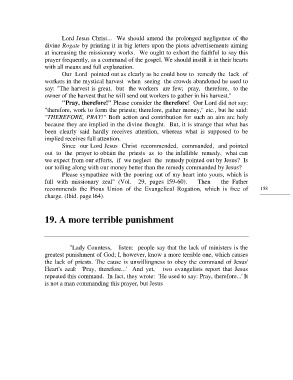 Lord Jesus Christ... We should amend the prolonged negligence of the
divine Rogate by printing it in big letters upon the pious advertisements aiming
at increasing the missionary works. We ought to exhort the faithful to say this
prayer frequently, as a command of the gospel. We should instill it in their hearts
with all means and full explanation.
Our Lord pointed out as clearly as he could how to remedy the lack of
workers in the mystical harvest when seeing the crowds abandoned he used to
say: "The harvest is great, but the workers are few; pray, therefore, to the
owner of the harvest that he will send out workers to gather in his harvest."
"Pray, therefore!" Please consider the therefore! Our Lord did not say:
"therefore, work to form the priests; therefore, gather money," etc., but he said:
"THEREFORE, PRAY!" Both action and contribution for such an aim are holy
because they are implied in the divine thought. But, it is strange that what has
been clearly said hardly receives attention, whereas what is supposed to be
implied receives full attention.
Since our Lord Jesus Christ recommended, commanded, and pointed
out to the prayer to obtain the priests as to the infallible remedy, what can
we expect from our efforts, if we neglect the remedy pointed out by Jesus? Is
our toiling along with our money better than the remedy commanded by Jesus?
Please sympathize with the pouring out of my heart into yours, which is
full with missionary zeal" (Vol. 29, pages 159-60). Then the Father
recommends the Pious Union of the Evangelical Rogation, which is free of
charge. (Ibid. page 164).
158
19. A more terrible punishment
"Lady Countess, listen: people say that the lack of ministers is the
greatest punishment of God; I, however, know a more terrible one, which causes
the lack of priests. The cause is unwillingness to obey the command of Jesus'
Heart's zeal: 'Pray, therefore...' And yet, two evangelists report that Jesus
repeated this command. In fact, they wrote: 'He used to say: Pray, therefore...' It
is not a man commanding this prayer, but Jesus